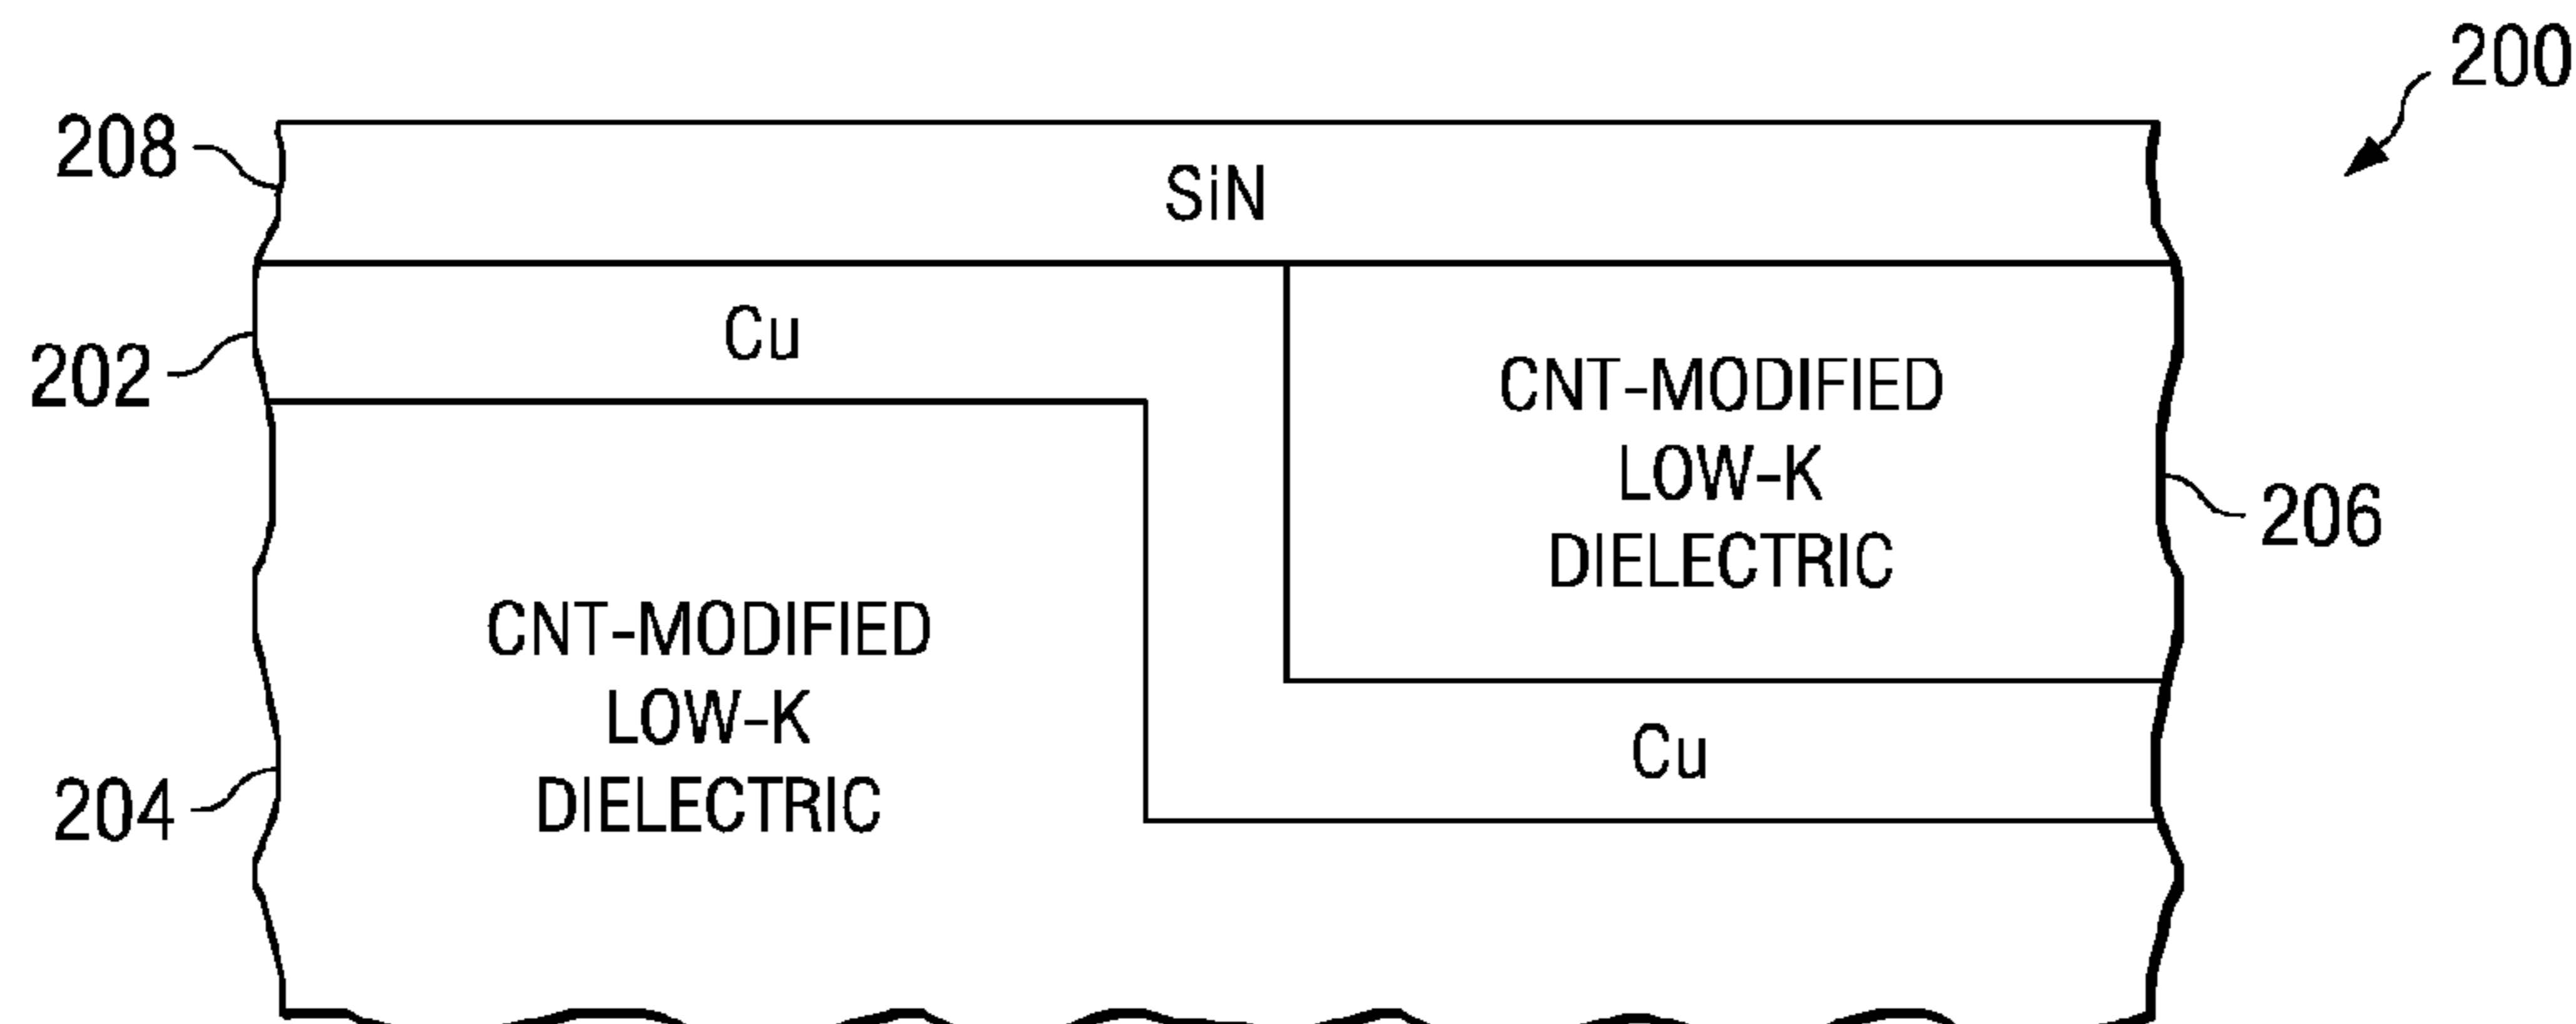 200
208
SiN
Cu
202
CNT-MODIFIED
LOW-K
DIELECTRIC
206
CNT-MODIFIED
LOW-K
DIELECTRIC
Cu
204